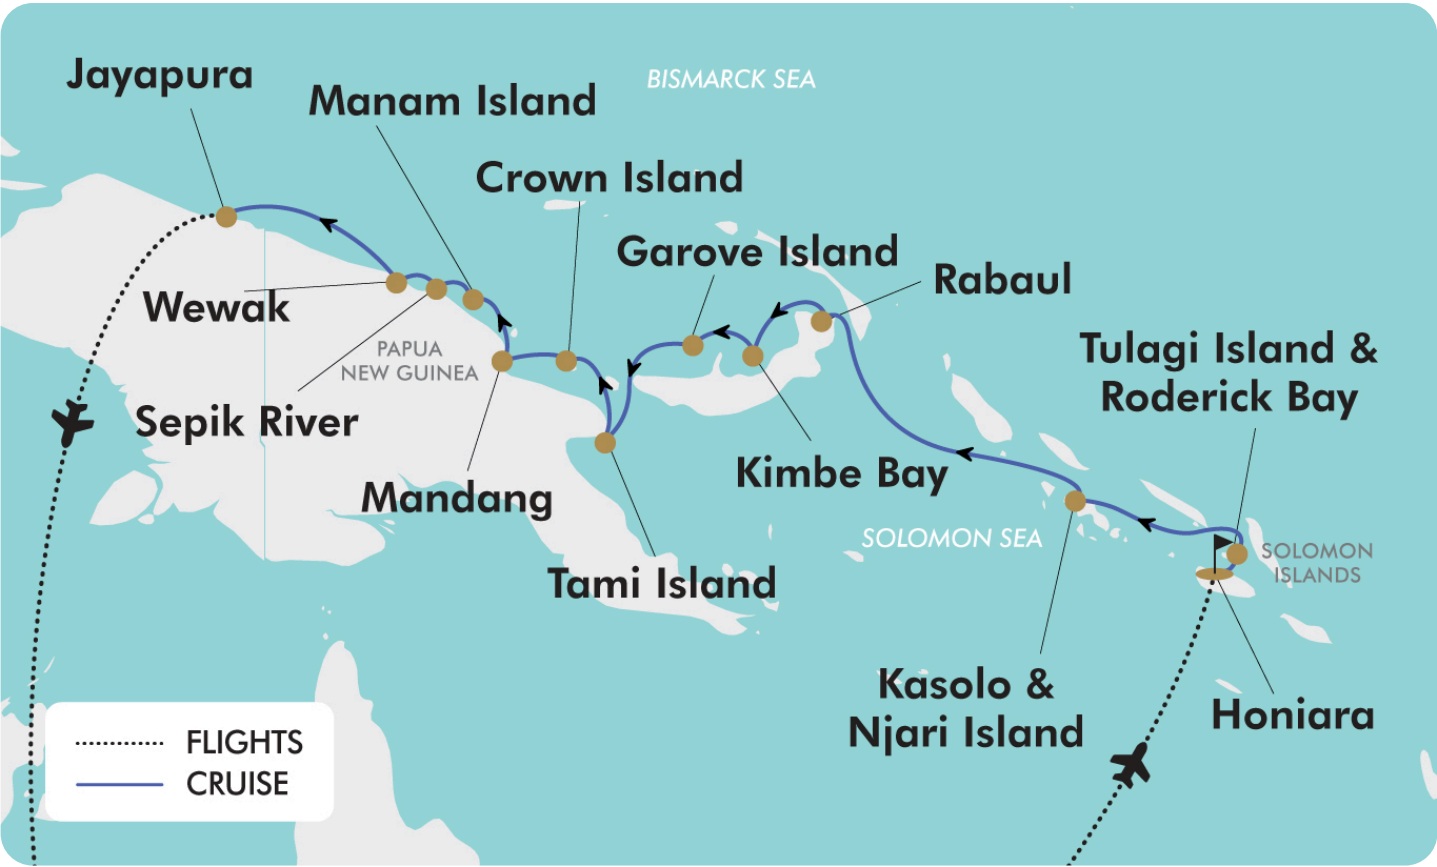 Jayapura
BISMARCK SEA
Manam Island
Crown Island
Garove Island
Rabaul
Wewak
Tulagi Island &
Roderick Bay
PAPUA
NEW GUINEA
Sepik River
Kimbe Bay
Mandang
SOLOMON SEA
SOLOMON
ISLANDS
Tami Island
Kasolo &
Njari Island
Honiara
FLIGHTS
CRUISE